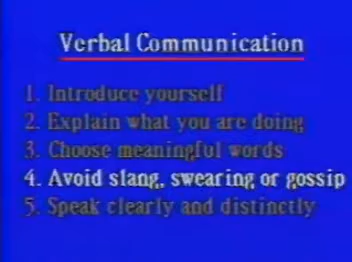 Verbal Communication
1. Introduce yourself
2. Explain what you are doing
3. Choose meaningful words
4. Avoid slang, swearing or gossip
5. Speak clearly and distinctly